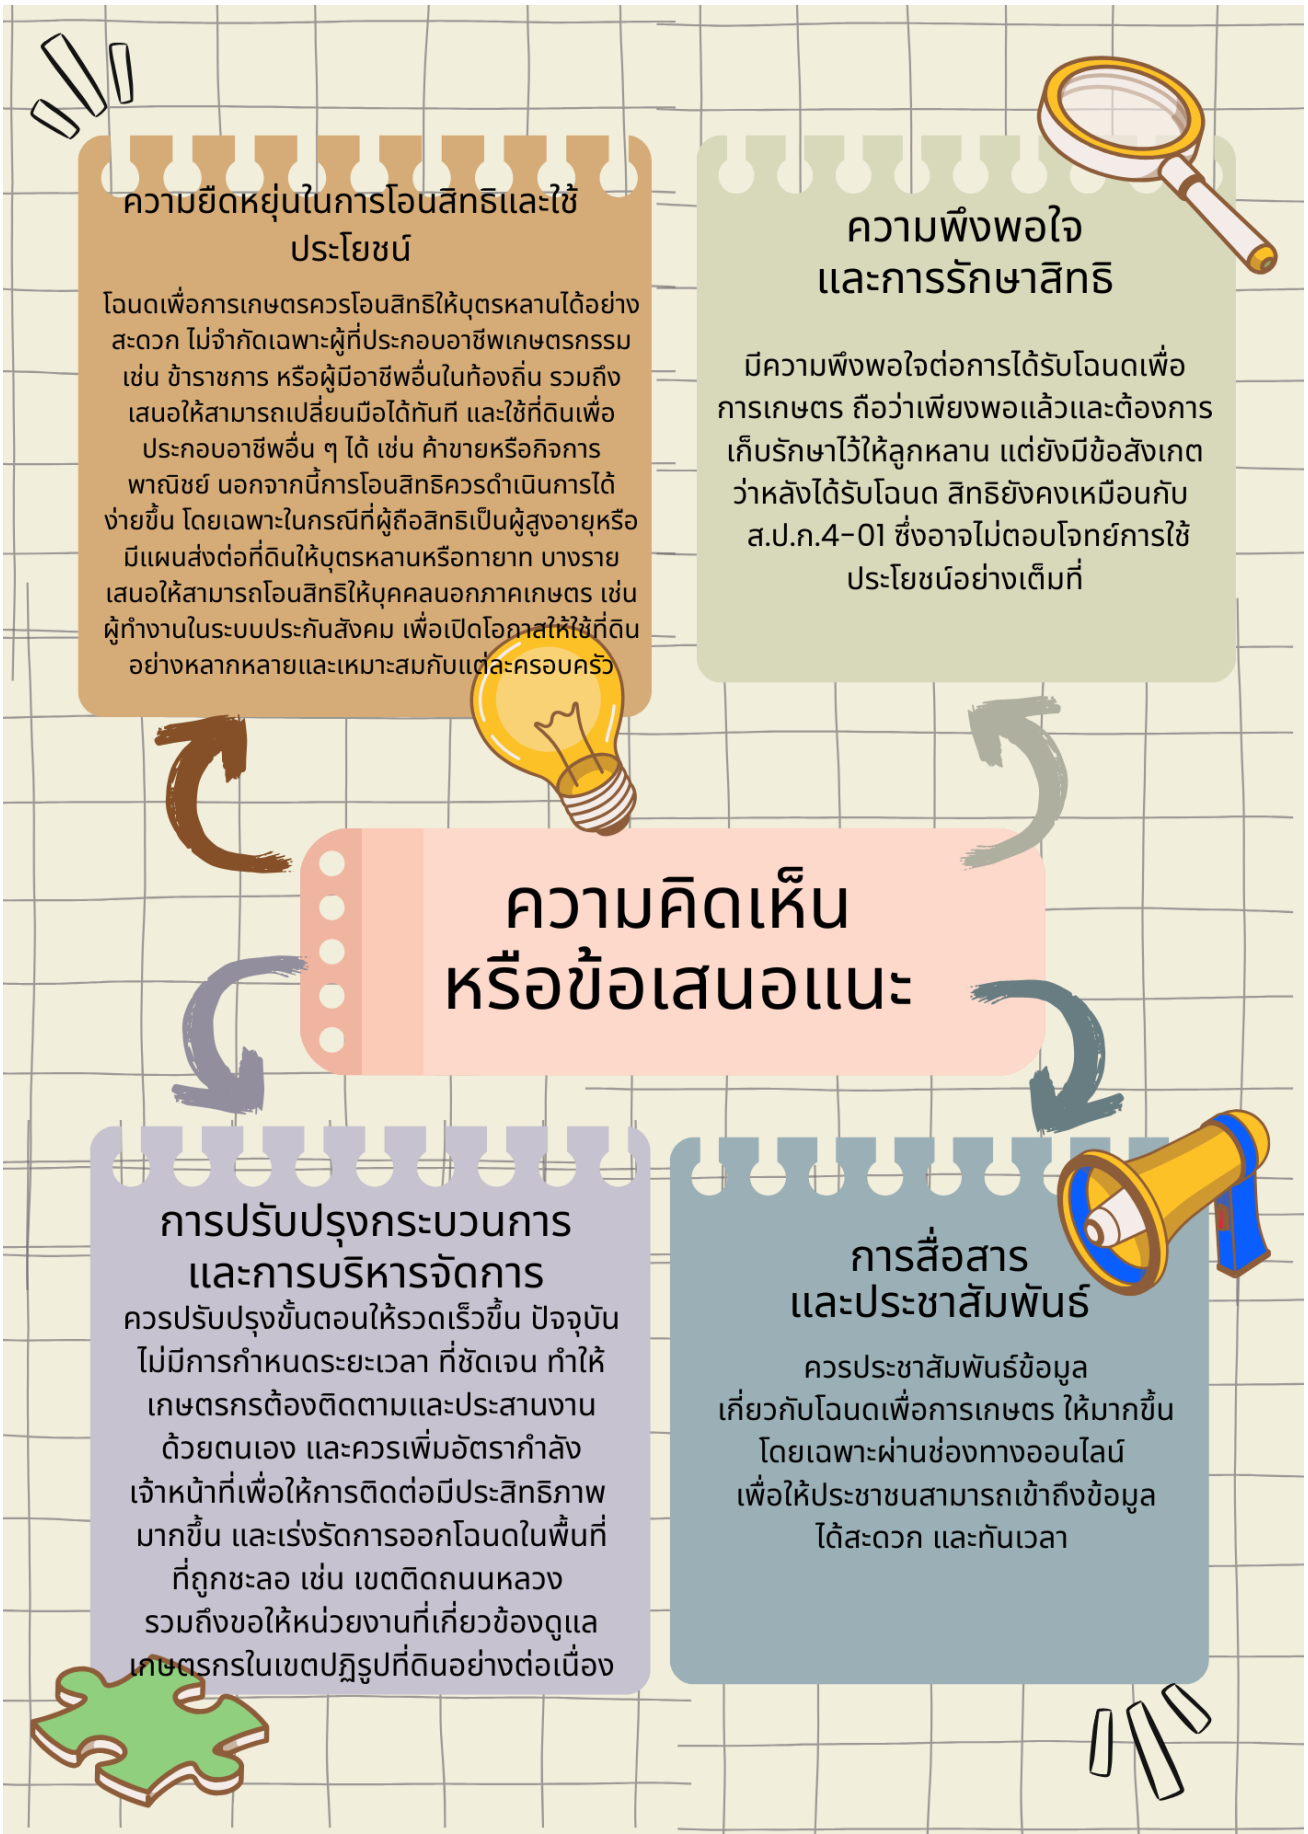 ความยืดหยุ่นในการโอนสิทธิและใช้
ประโยชน์
โฉนดเพื่อการเกษตรควรโอนสิทธิให้บุตรหลานได้อย่าง
สะดวก ไม่จำกัดเฉพาะผู้ที่ประกอบอาชีพเกษตรกรรม
เช่น ข้าราชการ หรือผู้มีอาชีพอื่นในท้องถิ่น รวมถึง
เสนอให้สามารถเปลี่ยนมือได้ทันที และใช้ที่ดินเพื่อ
ประกอบอาชีพอื่น ๆ ได้ เช่น ค้าขายหรือกิจการ
พาณิชย์ นอกจากนี้การโอนสิทธิควรดำเนินการได้
ง่ายขึ้น โดยเฉพาะในกรณีที่ผู้ถือสิทธิเป็นผู้สูงอายุหรือ
มีแผนส่งต่อที่ดินให้บุตรหลานหรือทายาท บางราย
เสนอให้สามารถโอนสิทธิให้บุคคลนอกภาคเกษตร เช่น
ผู้ทำงานในระบบประกันสังคม เพื่อเปิดโอกาสให้ใช้ที่ดิน
อย่างหลากหลายและเหมาะสมกับแต่ละครอบครัว
ความพึงพอใจ
และการรักษาสิทธิ
มีความพึงพอใจต่อการได้รับโฉนดเพื่อ
การเกษตร ถือว่าเพียงพอแล้วและต้องการ
เก็บรักษาไว้ให้ลูกหลาน แต่ยังมีข้อสังเกต
ว่าหลังได้รับโฉนด สิทธิยังคงเหมือนกับ
ส.ป.ก.4-01 ซึ่งอาจไม่ตอบโจทย์การใช้
ประโยชน์อย่างเต็มที่
ความคิดเห็น
หรือข้อเสนอแนะ
การปรับปรุงกระบวนการ
และการบริหารจัดการ
ควรปรับปรุงขั้นตอนให้รวดเร็วขึ้น ปัจจุบัน
ไม่มีการกำหนดระยะเวลา ที่ชัดเจน ทำให้
เกษตรกรต้องติดตามและประสานงาน
ด้วยตนเอง และควรเพิ่มอัตรากำลัง
เจ้าหน้าที่เพื่อให้การติดต่อมีประสิทธิภาพ
มากขึ้น และเร่งรัดการออกโฉนดในพื้นที่
ที่ถูกชะลอ เช่น เขตติดถนนหลวง
รวมถึงขอให้หน่วยงานที่เกี่ยวข้องดูแล
เกษตรกรในเขตปฏิรูปที่ดินอย่างต่อเนื่อง
การสื่อสาร
และประชาสัมพันธ์
ควรประชาสัมพันธ์ข้อมูล
เกี่ยวกับโฉนดเพื่อการเกษตร ให้มากขึ้น
โดยเฉพาะผ่านช่องทางออนไลน์
เพื่อให้ประชาชนสามารถเข้าถึงข้อมูล
ได้สะดวก และทันเวลา